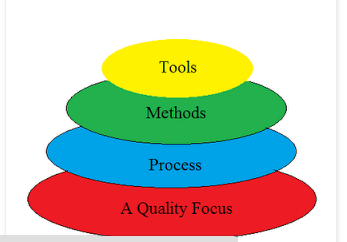 Tools
Methods
Process
A Quality Focus